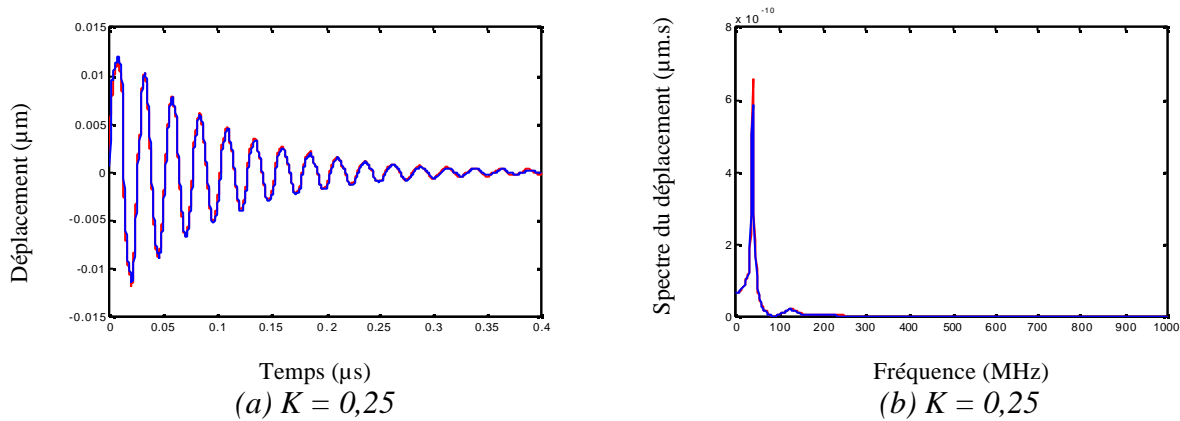 Déplacement (µm)
0.015
0.01
0.005
0
-0.005
-0.01
-0.015
0 0.05 0.1 0.15 0.2 0.25 0.3 0.35 0.4
Temps (µs)
(a) K = 0,25
Spectre du déplacement (µm.s)
8 x 10 -10
6
4
2
0
0 100 200 300 400 500 600 700 800 900 1000
Fréquence (MHz)
(b) K = 0,25